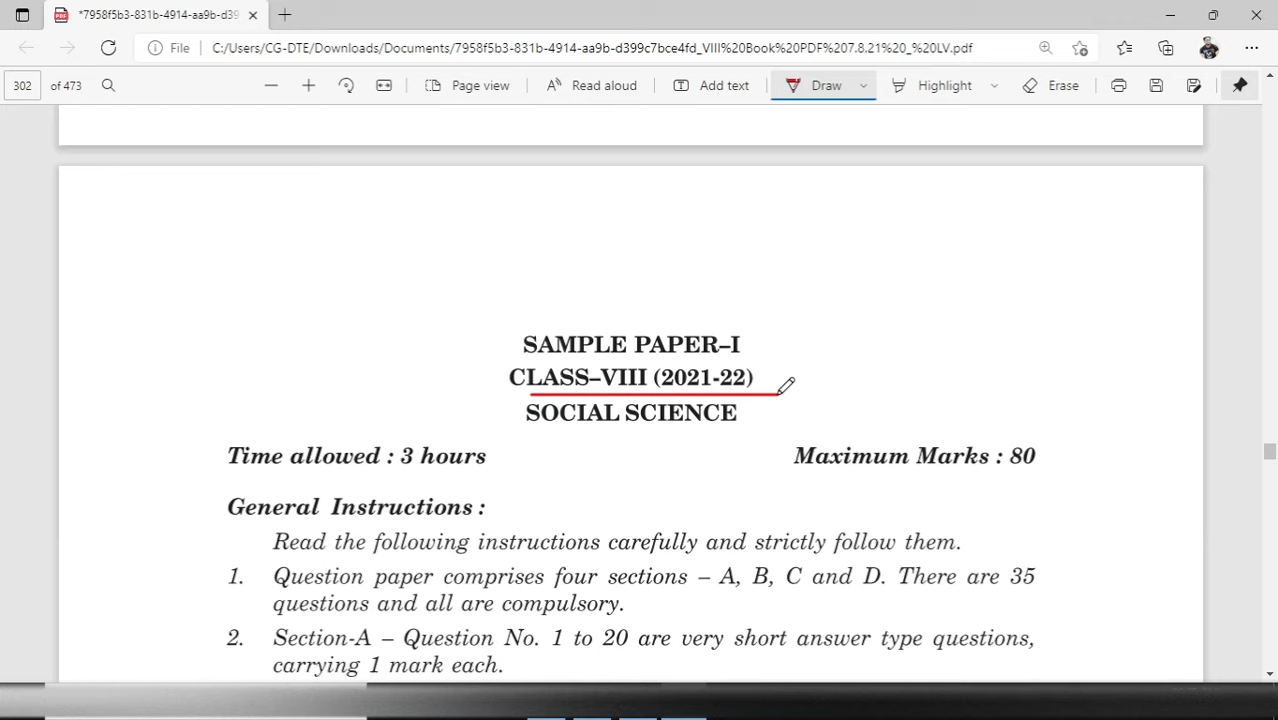 *7958f5b3-831b-4914-aa9b-d39
File C:/Users/CG-DTE/Downloads/Documents/7958f5b3-831b-4914-aa9b-d399c7bce4fd_VIII%20Book%20PDF%207.8.21%20_%20LV.pdf
302 of 473 Page view Read aloud Add text Draw Highlight Erase
SAMPLE PAPER–I
CLASS–VIII (2021-22)
SOCIAL SCIENCE
Time allowed : 3 hours Maximum Marks : 80
General Instructions :
Read the following instructions carefully and strictly follow them.
1. Question paper comprises four sections – A, B, C and D. There are 35
questions and all are compulsory.
2. Section-A – Question No. 1 to 20 are very short answer type questions,
carrying 1 mark each.